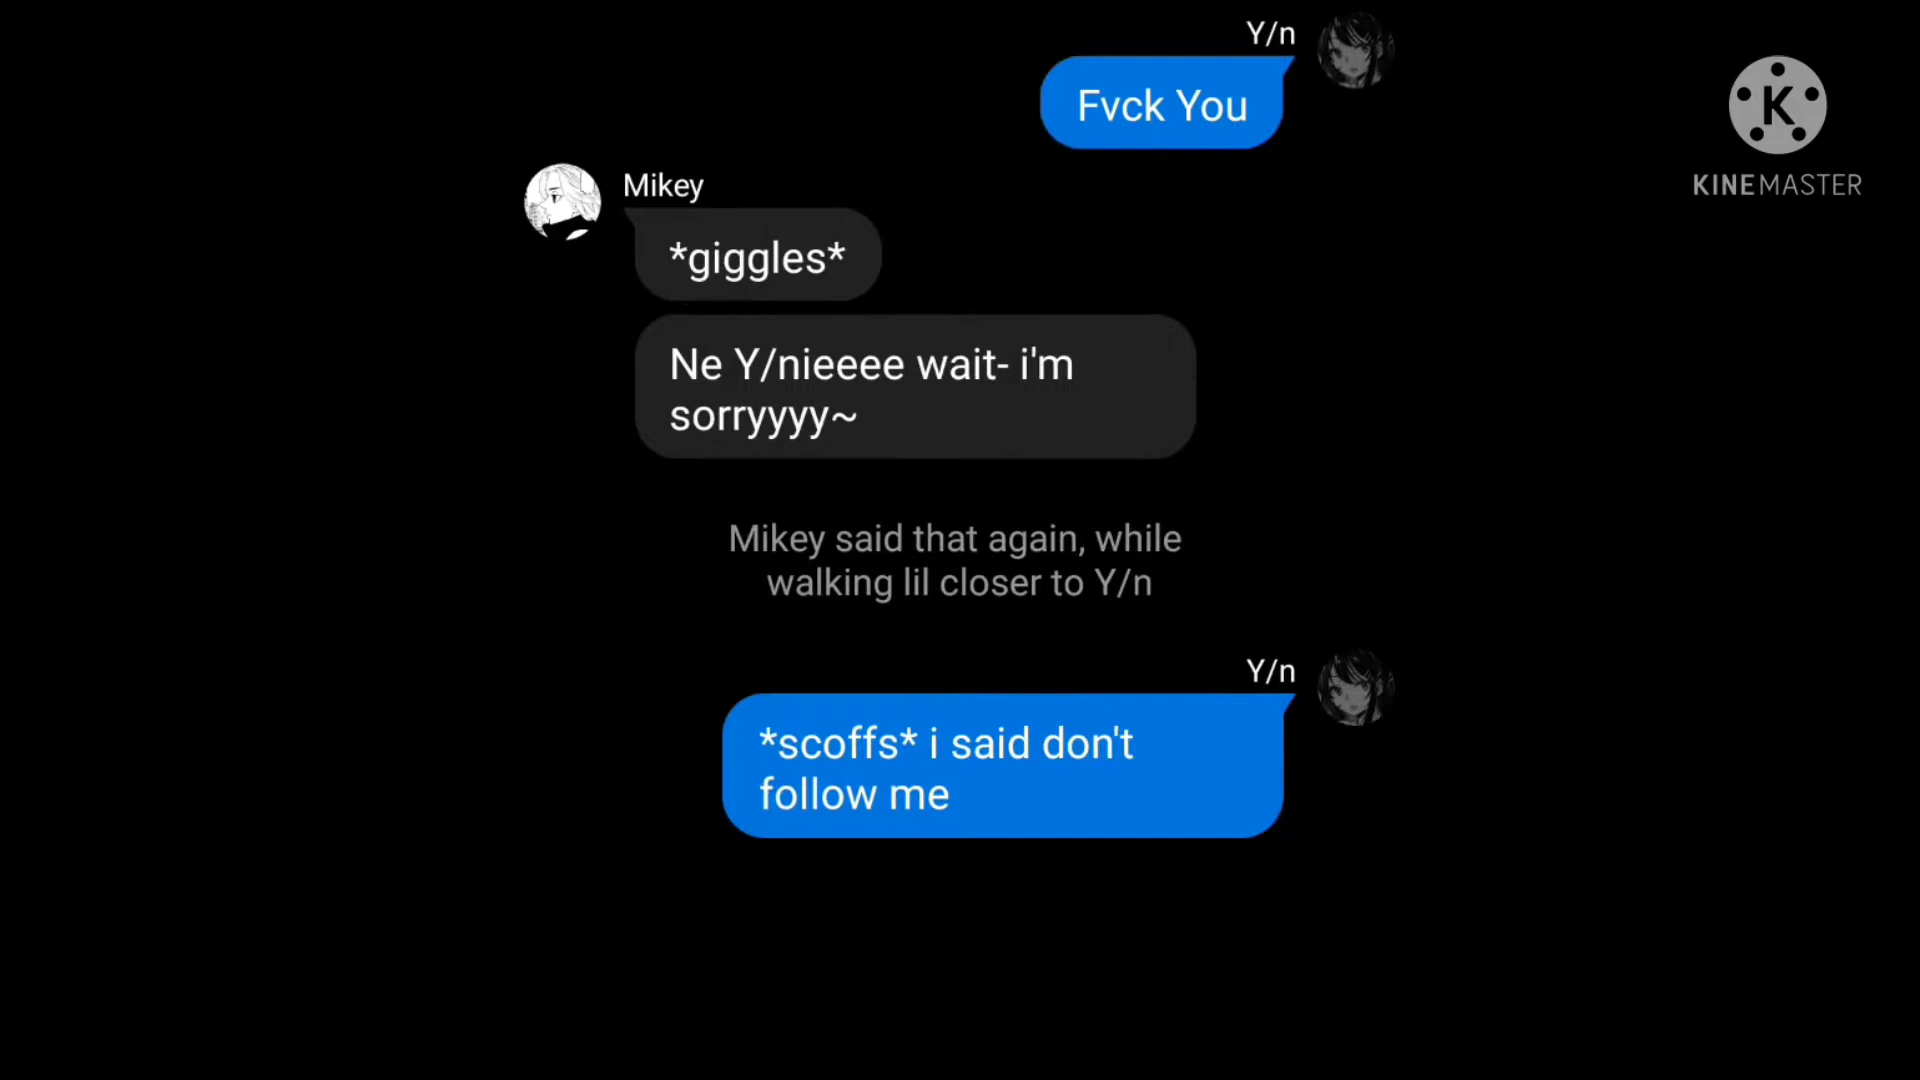 Y/n
Fvck You
K
KINEMASTER
Mikey
*giggles*
Ne Y/nieeee wait- i'm
sorryyyy~
Mikey said that again, while
walking lil closer to Y/n
Y/n
*scoffs* i said don't
follow me